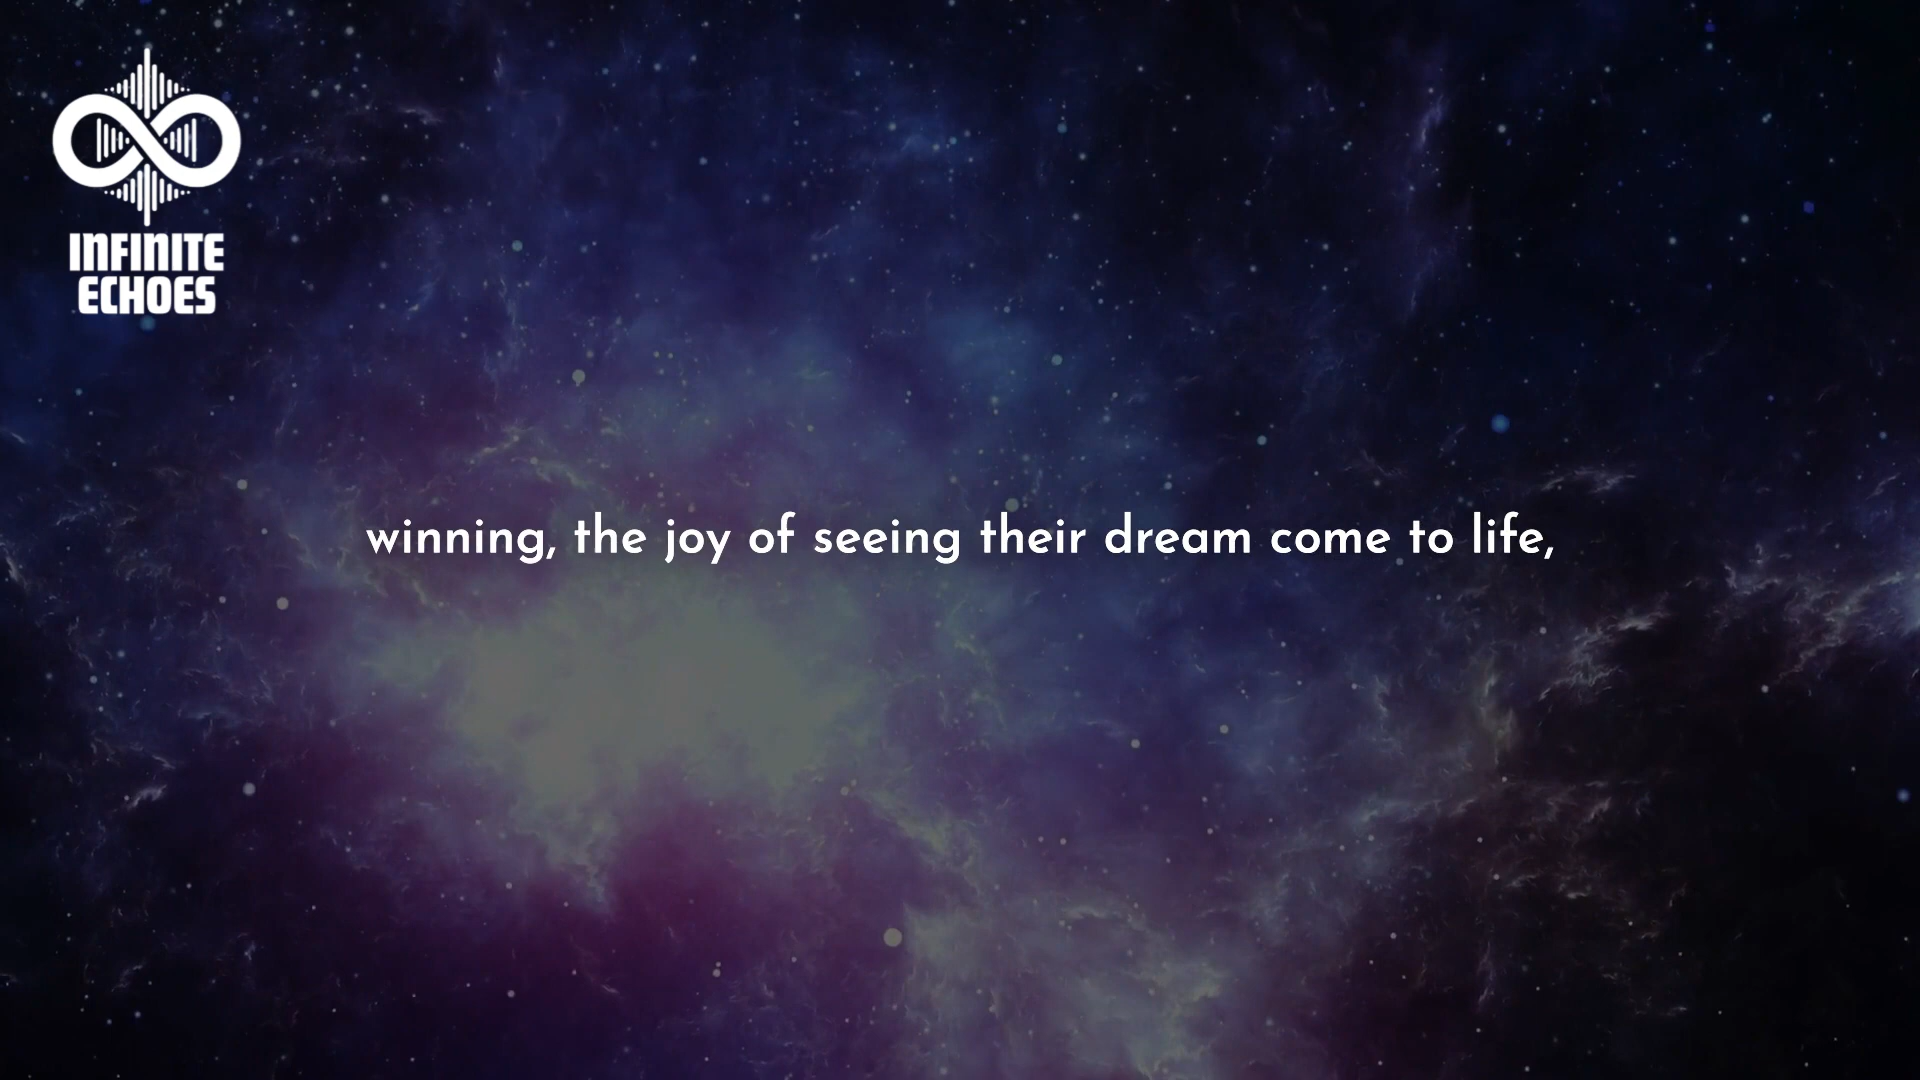 INFINITE
ECHOES
winning, the joy of seeing their dream come to life,